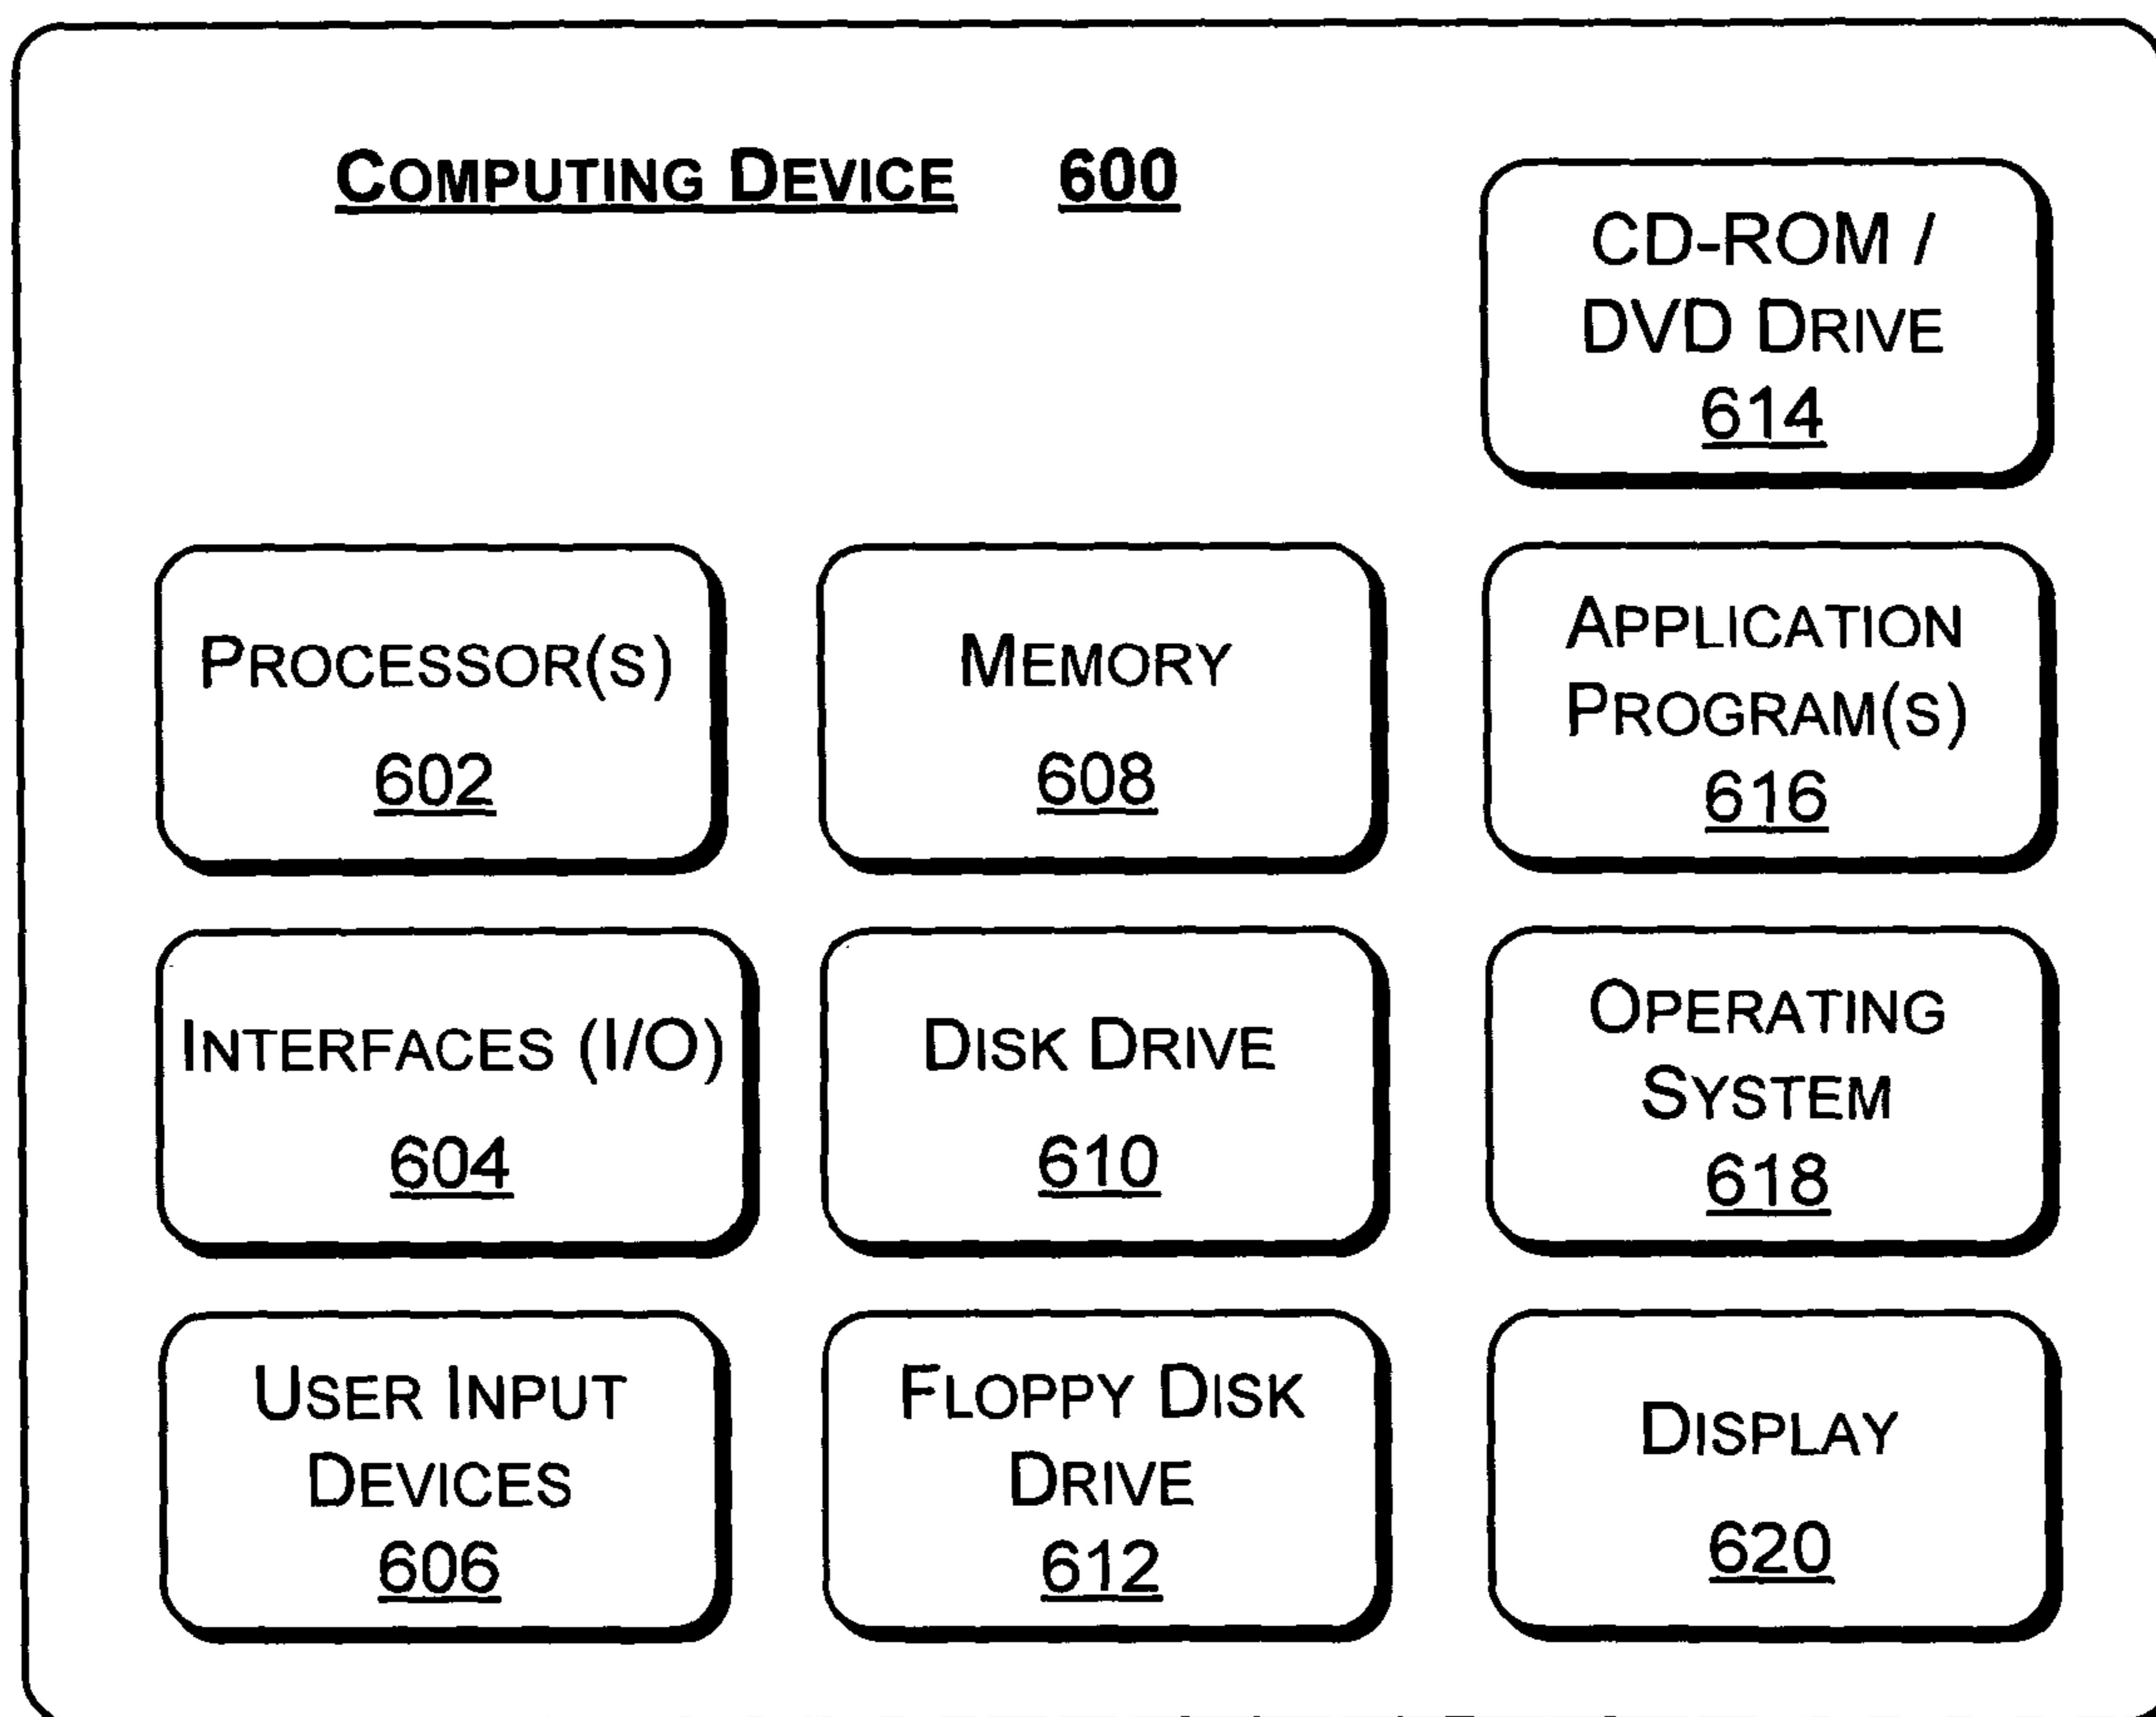 COMPUTING DEVICE 600
CD-ROM /
DVD DRIVE
614
PROCESSOR(S)
602
MEMORY
608
APPLICATION
PROGRAM(S)
616
INTERFACES (I/O)
604
DISK DRIVE
610
OPERATING
SYSTEM
618
USER INPUT
DEVICES
606
FLOPPY DISK
DRIVE
612
DISPLAY
620